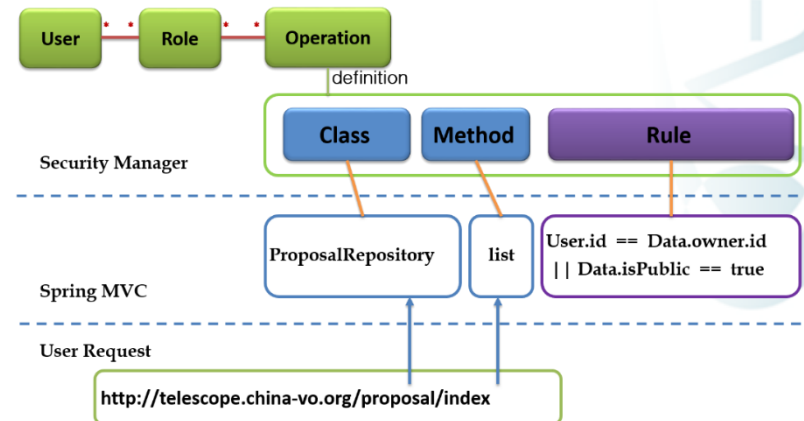 User
* *
Role
* *
Operation
definition
Class
Method
Rule
Security Manager
ProposalRepository
list
User.id == Data.owner.id
|| Data.isPublic == true
Spring MVC
User Request
http://telescope.china-vo.org/proposal/index